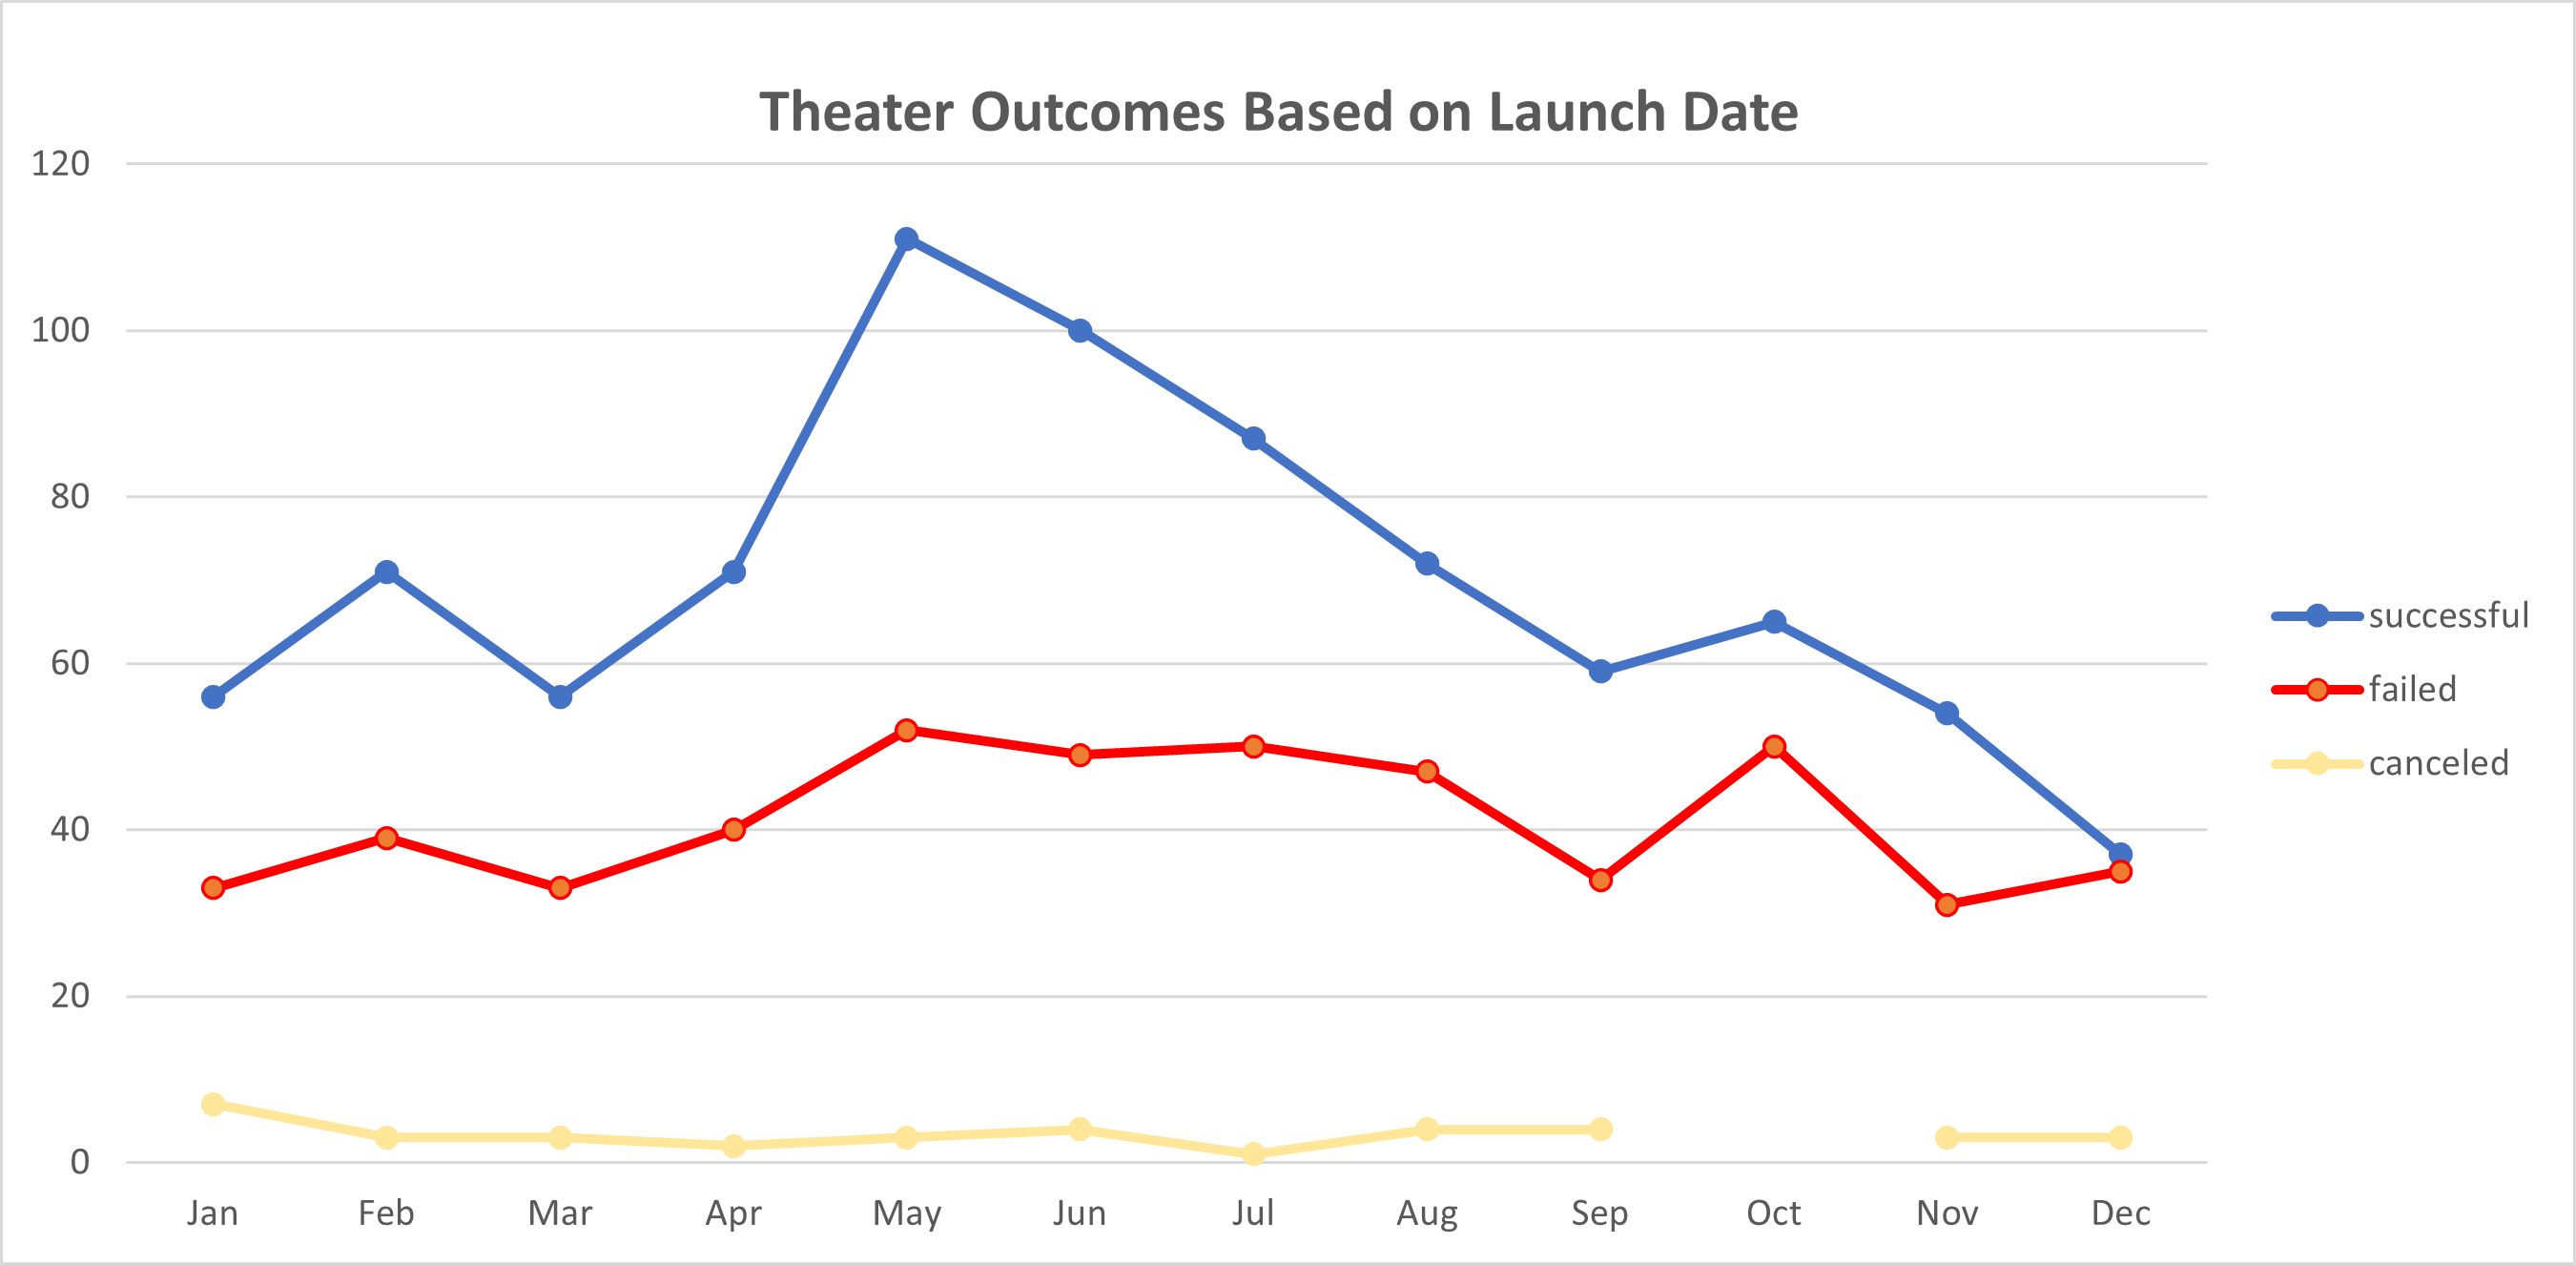 Theater Outcomes Based on Launch Date
120
100
80
60
40
20
0
Jan Feb Mar Apr May Jun Jul Aug Sep Oct Nov Dec
successful
failed
canceled